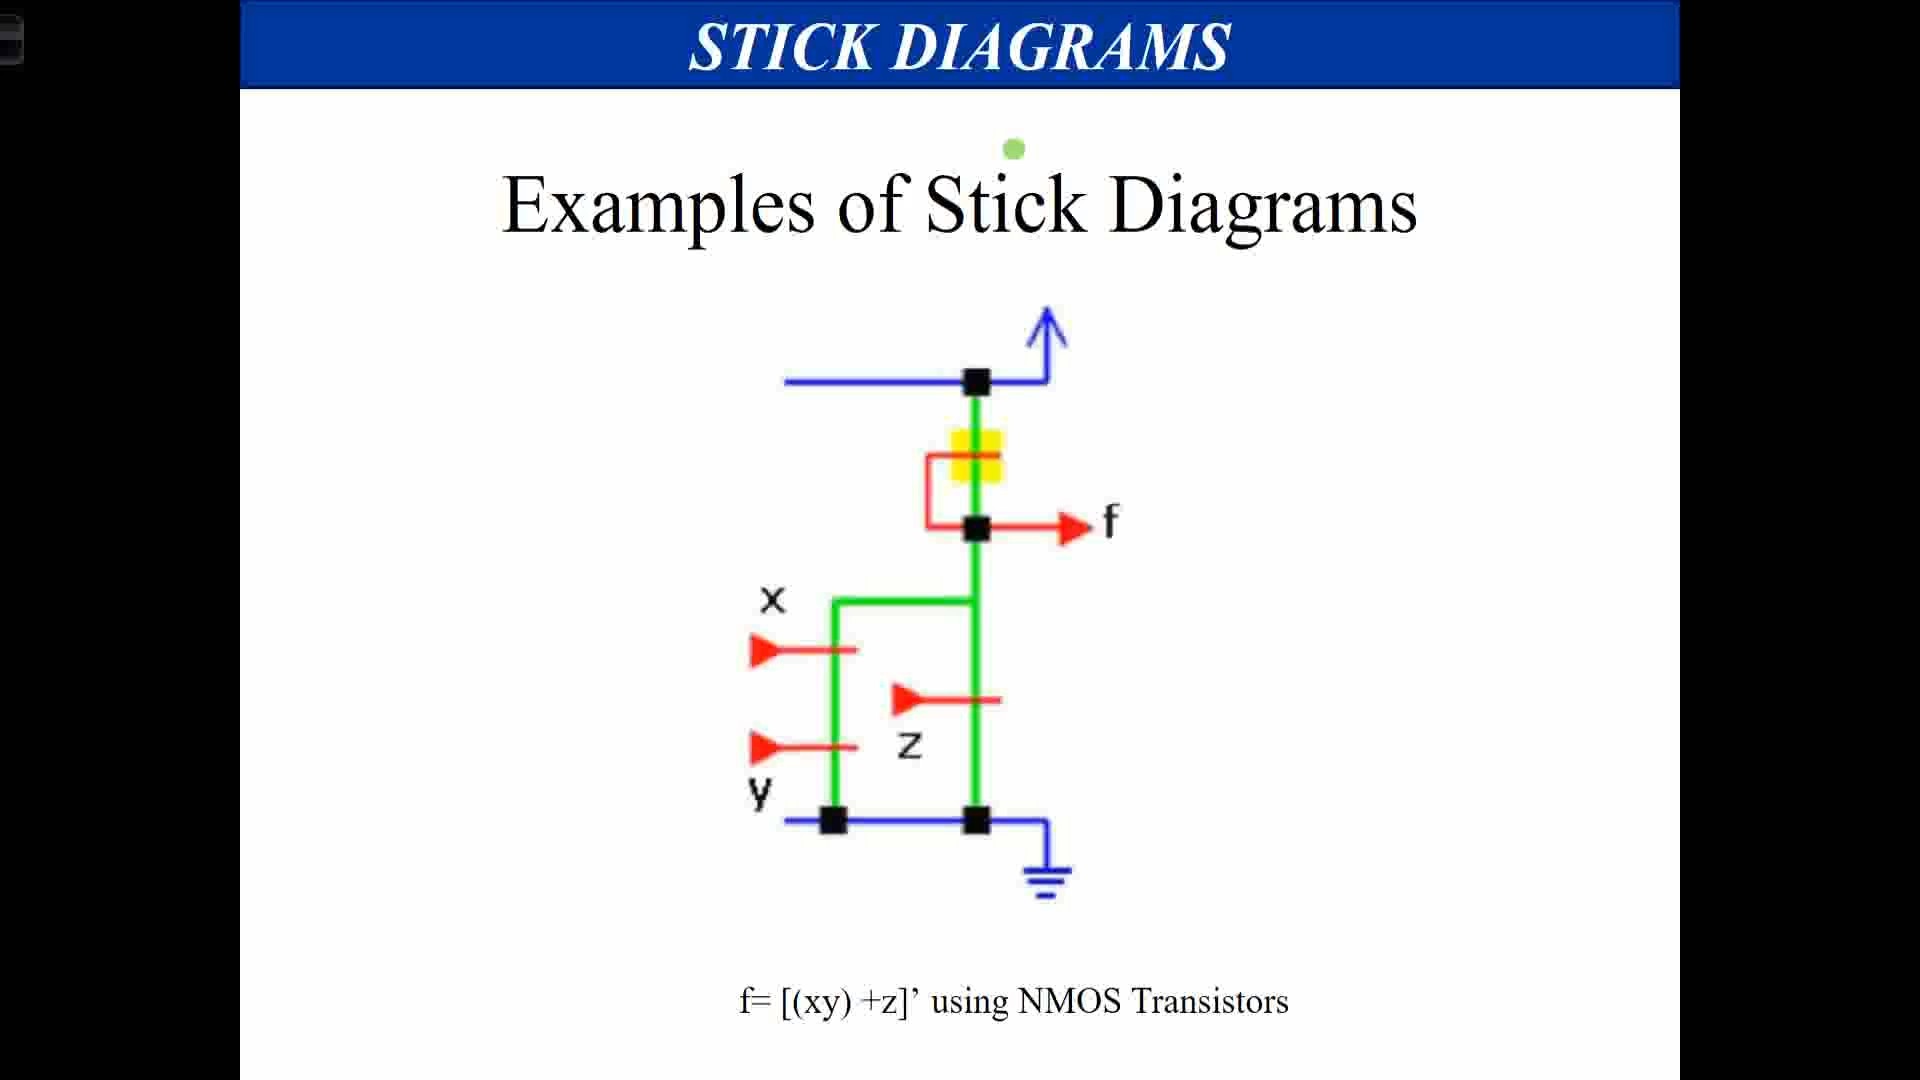 STICK DIAGRAMS
Examples of Stick Diagrams
f
x
z
y
f= [(xy) +z]’ using NMOS Transistors